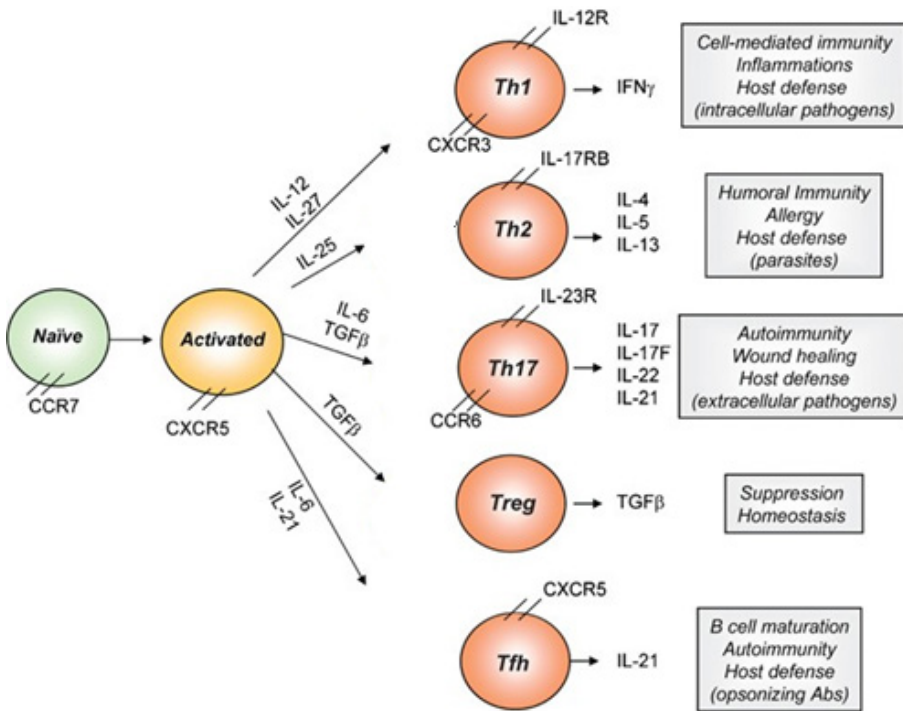 IL-12R
Th1
CXCR3
IFNγ
Cell-mediated immunity
Inflammations
Host defense
(intracellular pathogens)
IL-12
IL-27
IL-17RB
Th2
IL-4
IL-5
IL-13
Humoral Immunity
Allergy
Host defense
(parasites)
IL-25
Naïve
CCR7
Activated
CXCR5
IL-6
TGFβ
IL-23R
Th17
CCR6
IL-17
IL-17F
IL-22
IL-21
Autoimmunity
Wound healing
Host defense
(extracellular pathogens)
TGFβ
Treg
TGFβ
Suppression
Homeostasis
IL-6
IL-21
CXCR5
Tfh
IL-21
B cell maturation
Autoimmunity
Host defense
(opsonizing Abs)